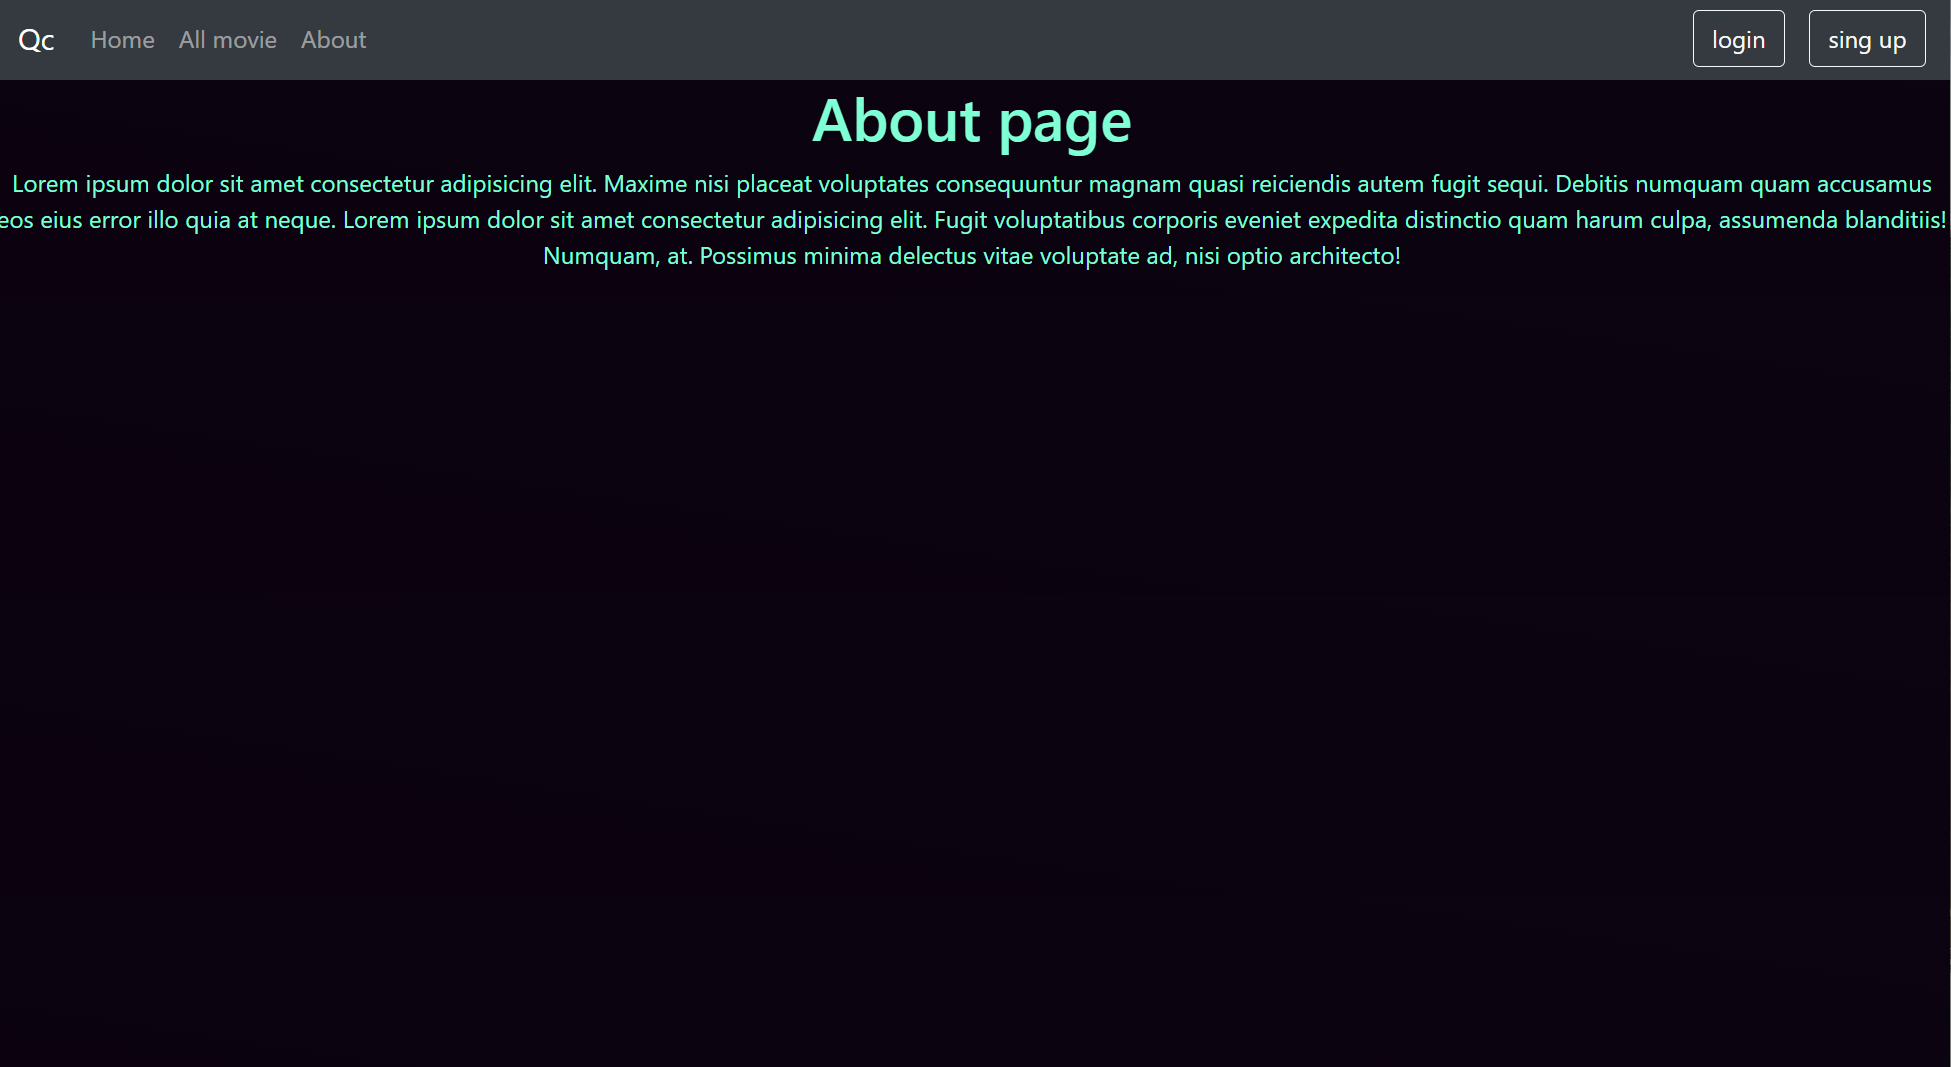 Qc Home All movie About login sing up
About page
Lorem ipsum dolor sit amet consectetur adipisicing elit. Maxime nisi placeat voluptates consequuntur magnam quasi reiciendis autem fugit sequi. Debitis numquam quam accusamus
eos eius error illo quia at neque. Lorem ipsum dolor sit amet consectetur adipisicing elit. Fugit voluptatibus corporis eveniet expedita distinctio quam harum culpa, assumenda blanditiis!
Numquam, at. Possimus minima delectus vitae voluptate ad, nisi optio architecto!